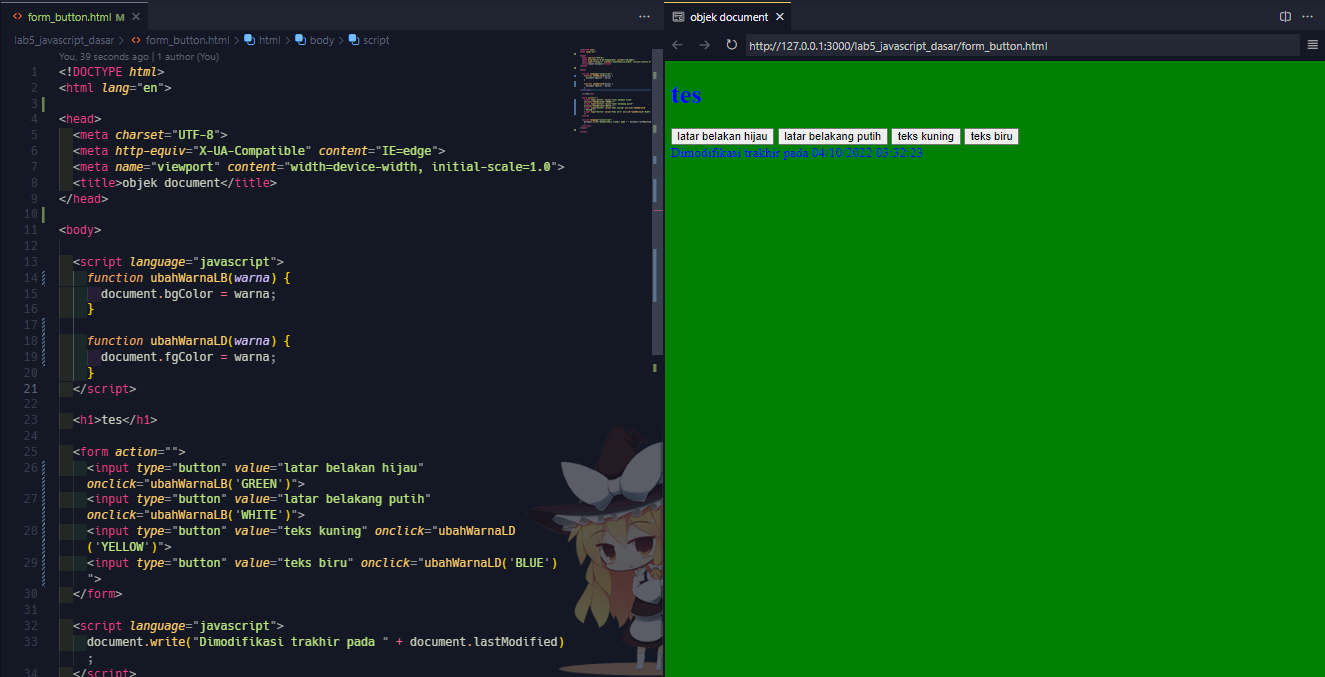 form_button.html M
lab5_javascript_dasar > form_button.html > html > body > script
You, 39 seconds ago | 1 author (You)
1 <!DOCTYPE html>
2 <html lang="en">
3
4 <head>
5 <meta charset="UTF-8">
6 <meta http-equiv="X-UA-Compatible" content="IE=edge">
7 <meta name="viewport" content="width=device-width, initial-scale=1.0">
8 <title>objek document</title>
9 </head>
10
11 <body>
12
13 <script language="javascript">
14 function ubahWarnaLB(warna) {
15 document.bgColor = warna;
16 }
17
18 function ubahWarnaLD(warna) {
19 document.fgColor = warna;
20 }
21 </script>
22
23 <h1>tes</h1>
24
25 <form action="">
26 <input type="button" value="latar belakan hijau"
onclick="ubahWarnaLB('GREEN')">
27 <input type="button" value="latar belakang putih"
onclick="ubahWarnaLB('WHITE')">
28 <input type="button" value="teks kuning" onclick="ubahWarnaLD
('YELLOW')">
29 <input type="button" value="teks biru" onclick="ubahWarnaLD('BLUE')
">
30 </form>
31
32 <script language="javascript">
33 document.write("Dimodifikasi trakhir pada " + document.lastModified)
;
34 </script>
objek document
http://127.0.0.1:3000/lab5_javascript_dasar/form_button.html
tes
latar belakan hijau latar belakang putih teks kuning teks biru
Dimodifikasi trakhir pada 04/10/2022 03:32:23